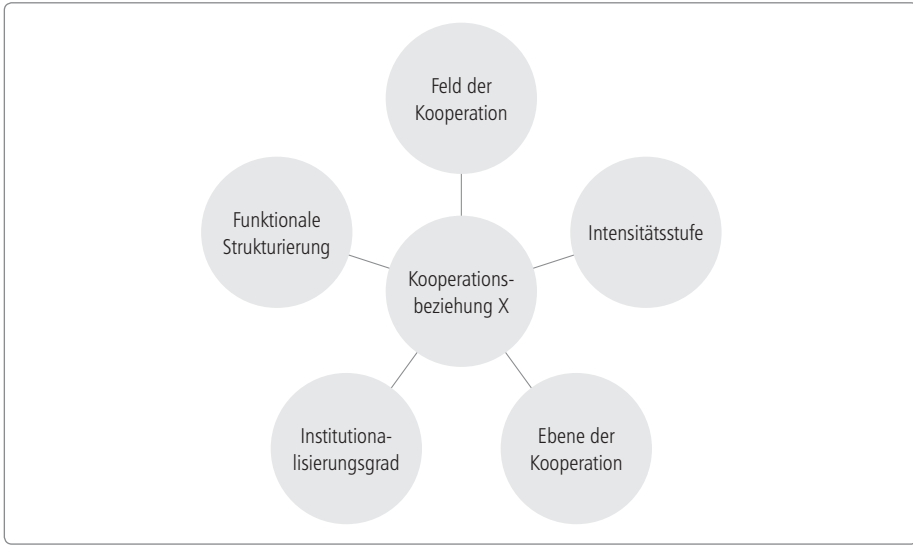 Feld der
Kooperation
Funktionale
Strukturierung
Intensitätsstufe
Kooperations-
beziehung X
Institutiona-
lisierungsgrad
Ebene der
Kooperation